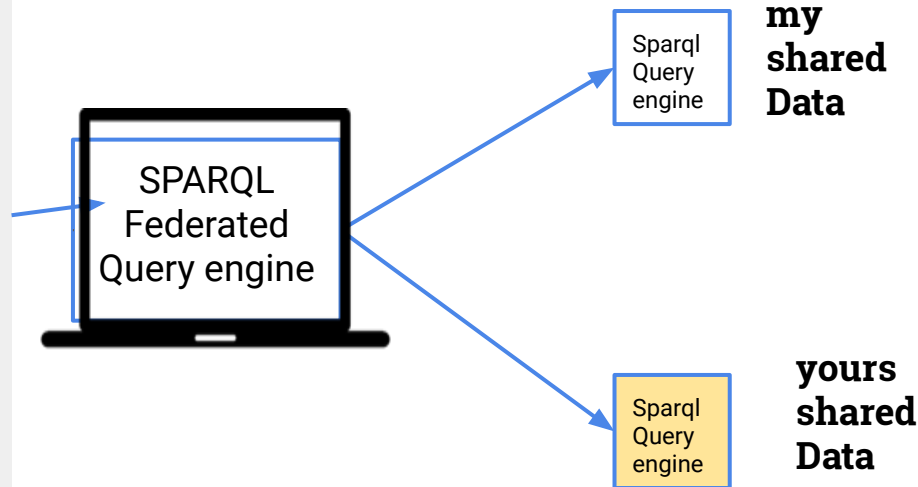 my
shared
Data
Sparql
Query
engine
SPARQL
Federated
Query engine
yours
shared
Data
Sparql
Query
engine